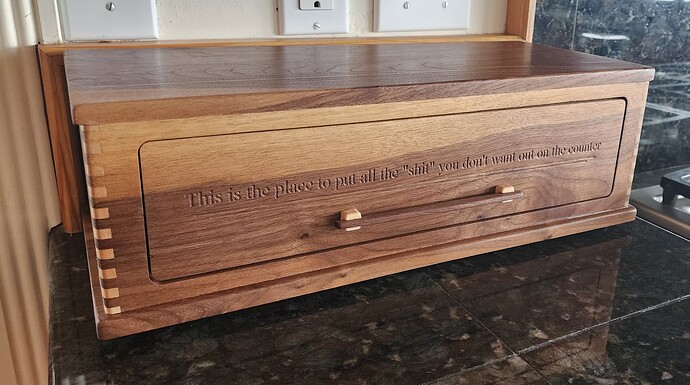 This is the place to put all the "shit" you don't want out on the counter